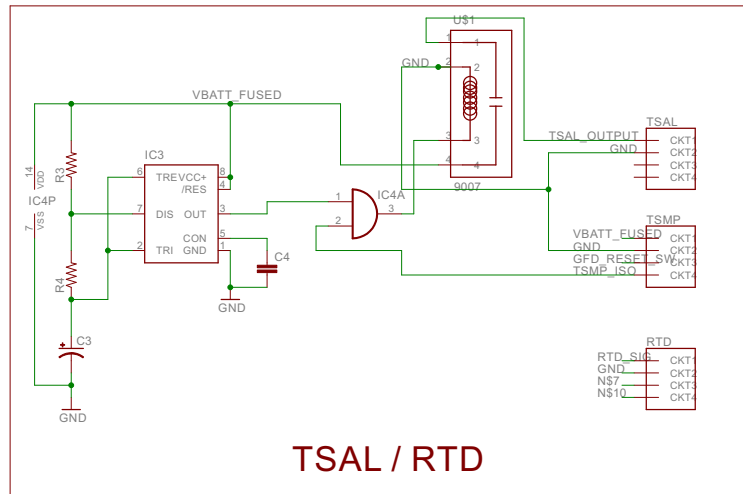 U$1
1
1
GND
2
2
3
3
4
4
9007
VBATT_FUSED
14
VDD
R3
IC4P
7
VSS
R4
C3
GND
IC3
6
TRE
VCC+
8
/RES
4
7
DIS
OUT
3
CON
5
2
TRI
GND
1
C4
GND
IC4A
1
2
3
TSAL
TSAL_OUTPUT
CKT1
GND
CKT2
CKT3
CKT4
TSMP
VBATT_FUSED
CKT1
GND
CKT2
GFD_RESET_SW
CKT3
TSMP_ISO
CKT4
RTD
RTD_SIG
CKT1
GND
CKT2
N$7
CKT3
N$10
CKT4
TSAL / RTD